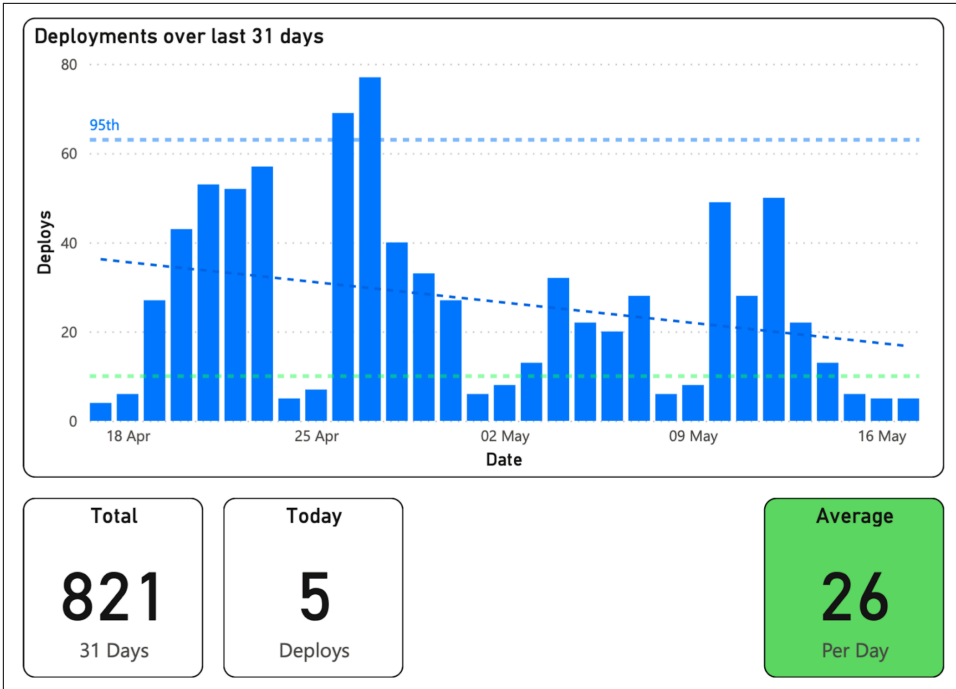 Deployments over last 31 days
80
95th
60
40
20
0
Deploys
18 Apr
25 Apr
02 May
09 May
16 May
Date
Total
821
31 Days
Today
5
Deploys
Average
26
Per Day